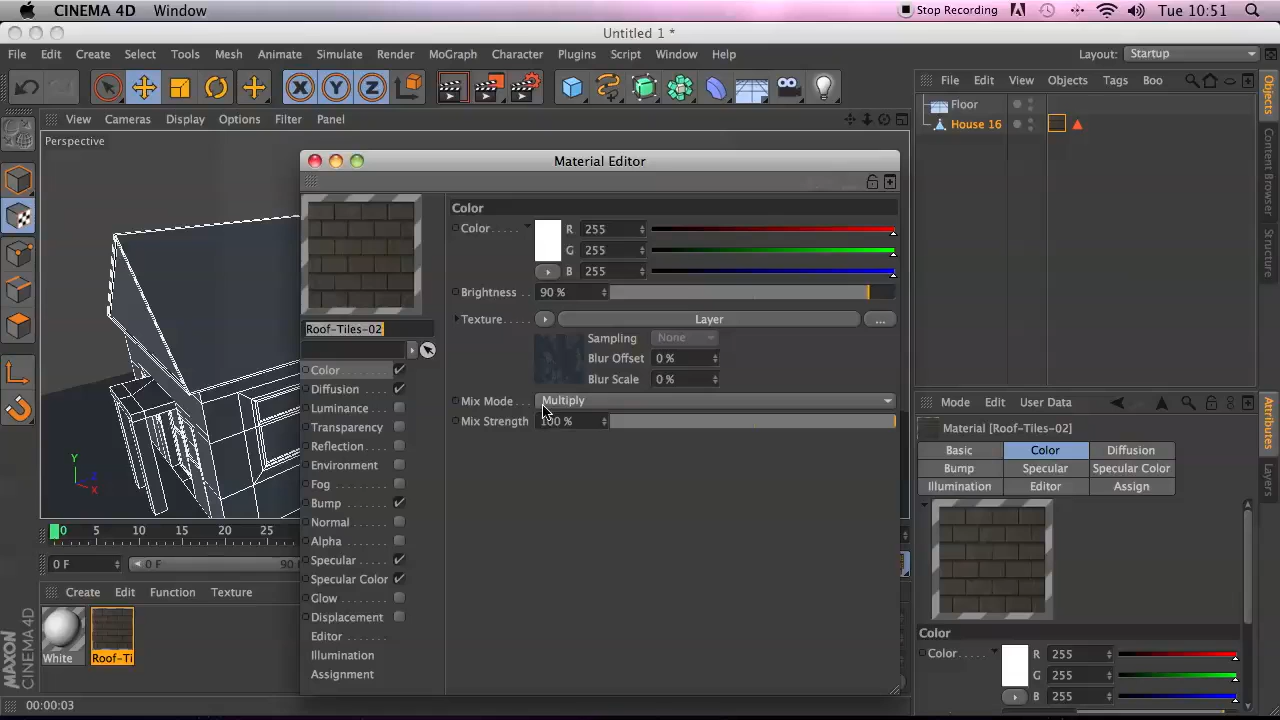 CINEMA 4D Window Stop Recording Tue 10:51
Untitled 1 *
File Edit Create Select Tools Mesh Animate Simulate Render MoGraph Character Plugins Script Window Help Layout: Startup
X Y Z
File Edit View Objects Tags Boo
View Cameras Display Options Filter Panel
Floor
House 16
Perspective
Y
Z
X
Objects
Content Browser
Structure
Attributes
Layers
Material Editor
Color
Color R 255
G 255
B 255
Brightness 90 %
Texture Layer ...
Sampling None
Blur Offset 0 %
Blur Scale 0 %
Mix Mode Multiply
Mix Strength 100 %
Roof-Tiles-02
Color
Diffusion
Luminance
Transparency
Reflection
Environment
Fog
Bump
Normal
Alpha
Specular
Specular Color
Glow
Displacement
Editor
Illumination
Assignment
Mode Edit User Data
Material [Roof-Tiles-02]
Basic Color Diffusion
Bump Specular Specular Color
Illumination Editor Assign
Color
Color R 255
G 255
B 255
0 5 10 15 20 25
0 F 0 F 90
Create Edit Function Texture
White Roof-Ti
MAXON
CINEMA 4D
00:00:03